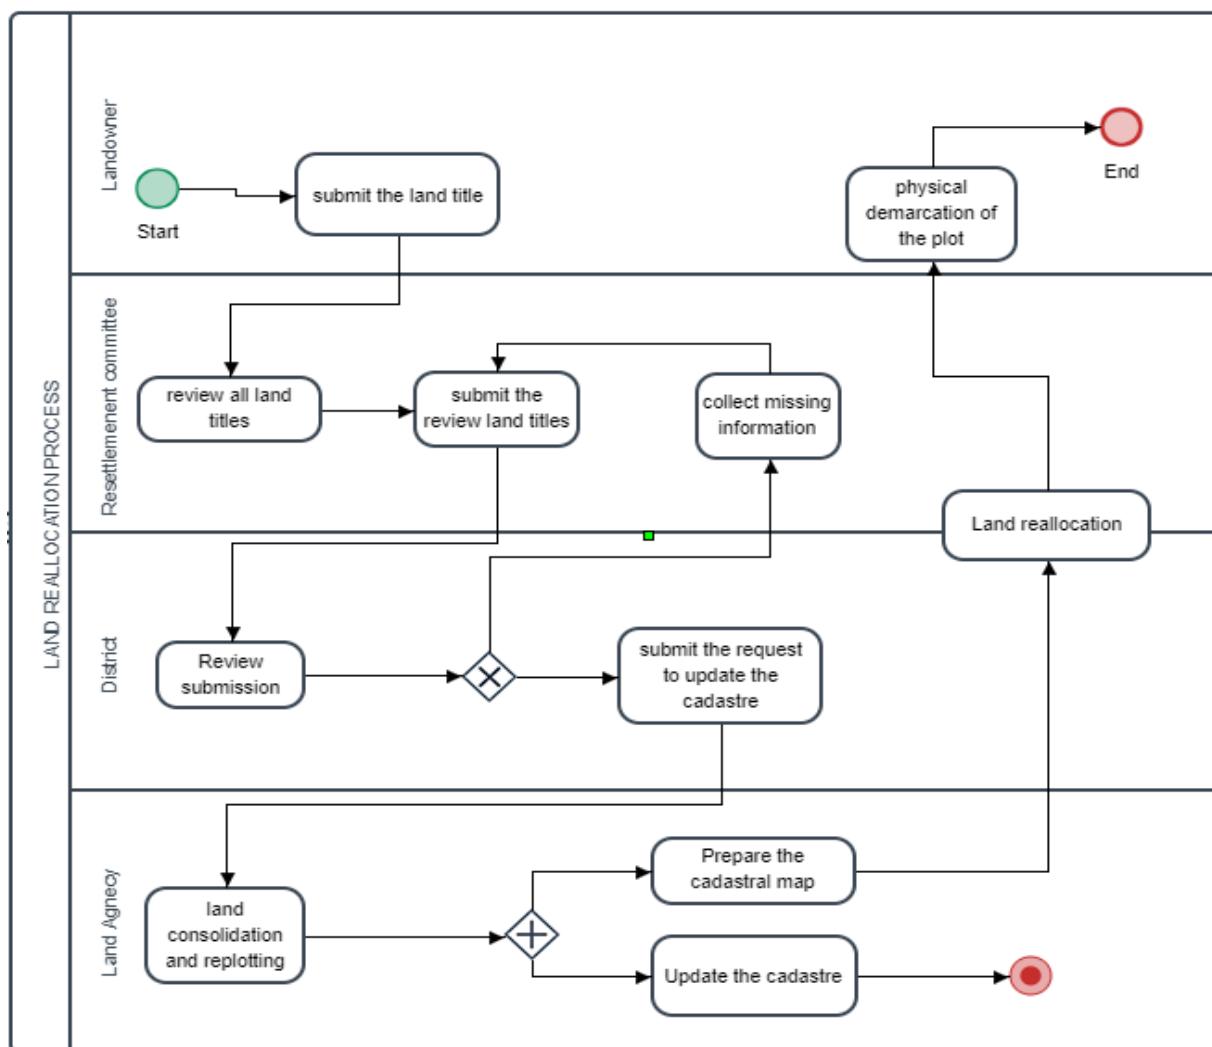 LAND REALLOCATION PROCESS
Landowner
Start
submit the land title
physical
demarcation of
the plot
End
Resettlemenent committee
review all land
titles
submit the
review land titles
collect missing
information
Land reallocation
District
Review
submission
submit the request
to update the
cadastre
Land Agnecy
land
consolidation
and replotting
Prepare the
cadastral map
Update the cadastre